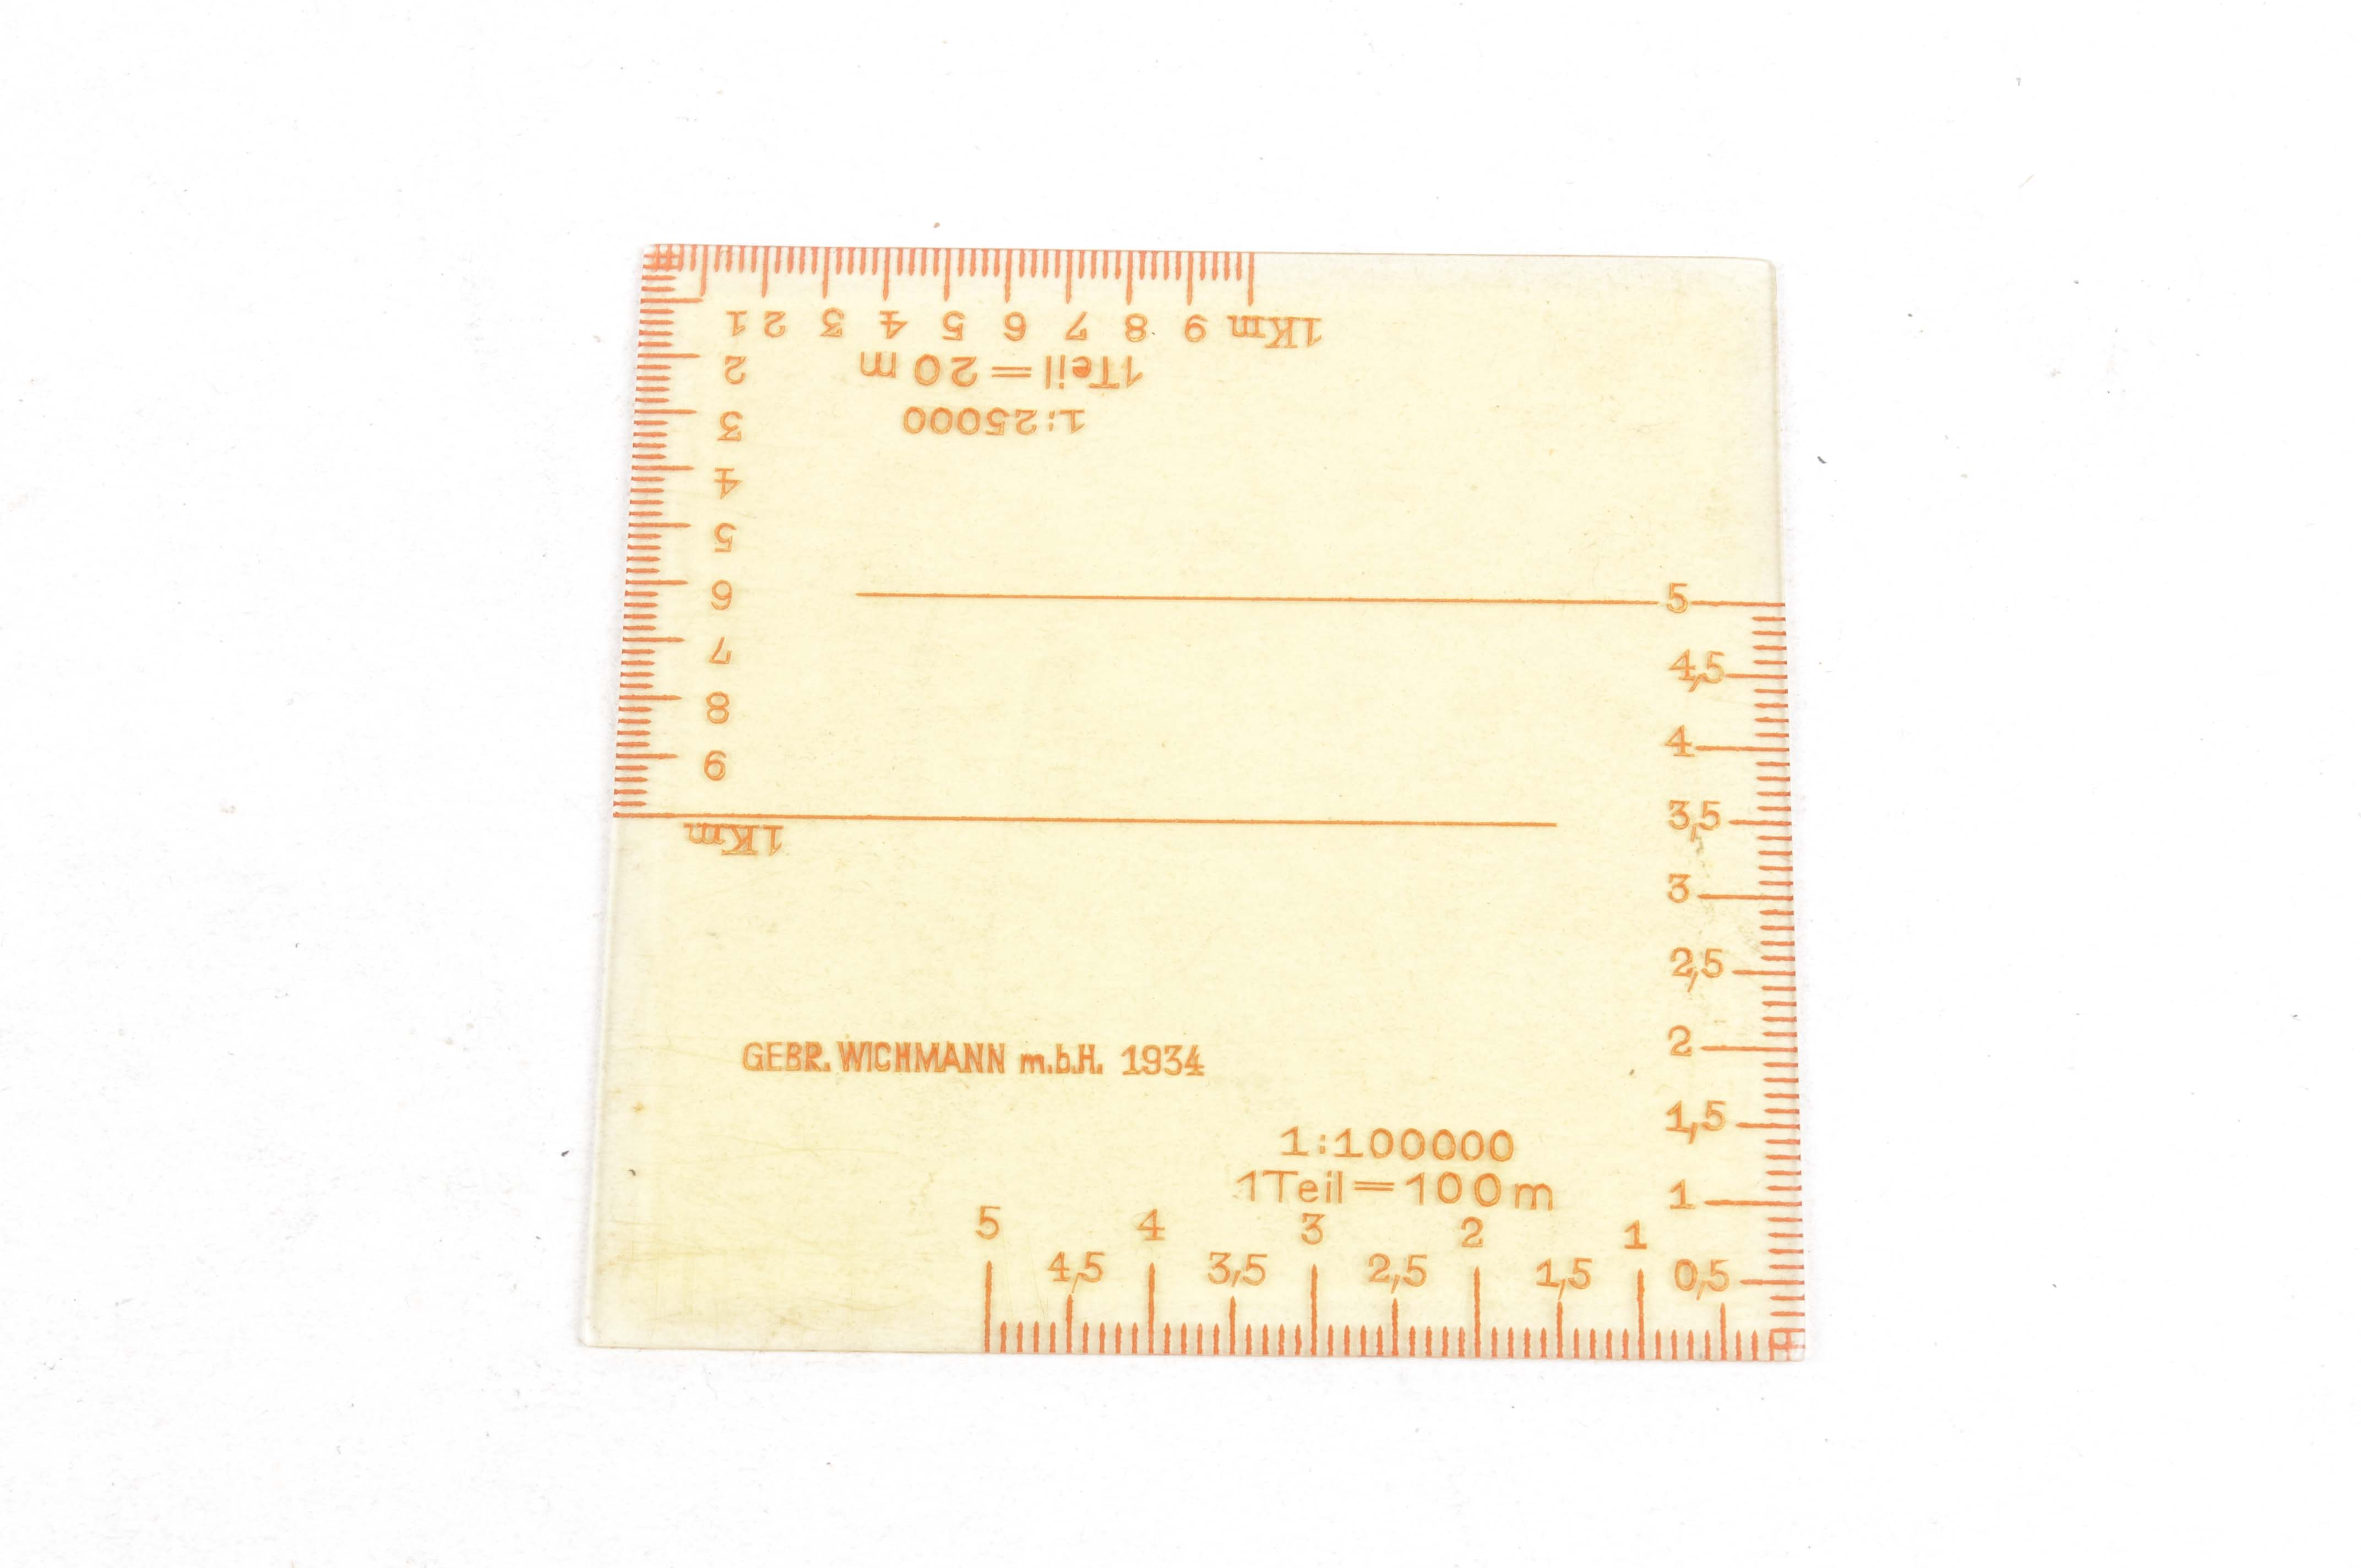 1 2 3 4 5 6 7 8 9 1Km
1Teil=20m
1:25000
2
3
4
5
6
7
8
9
1Km
5
4,5
4
3,5
3
2,5
2
1,5
1
0,5
GEBR. WICHMANN m.b.H. 1934
1:100000
1Teil=100m
5 4 3 2 1
4,5 3,5 2,5 1,5